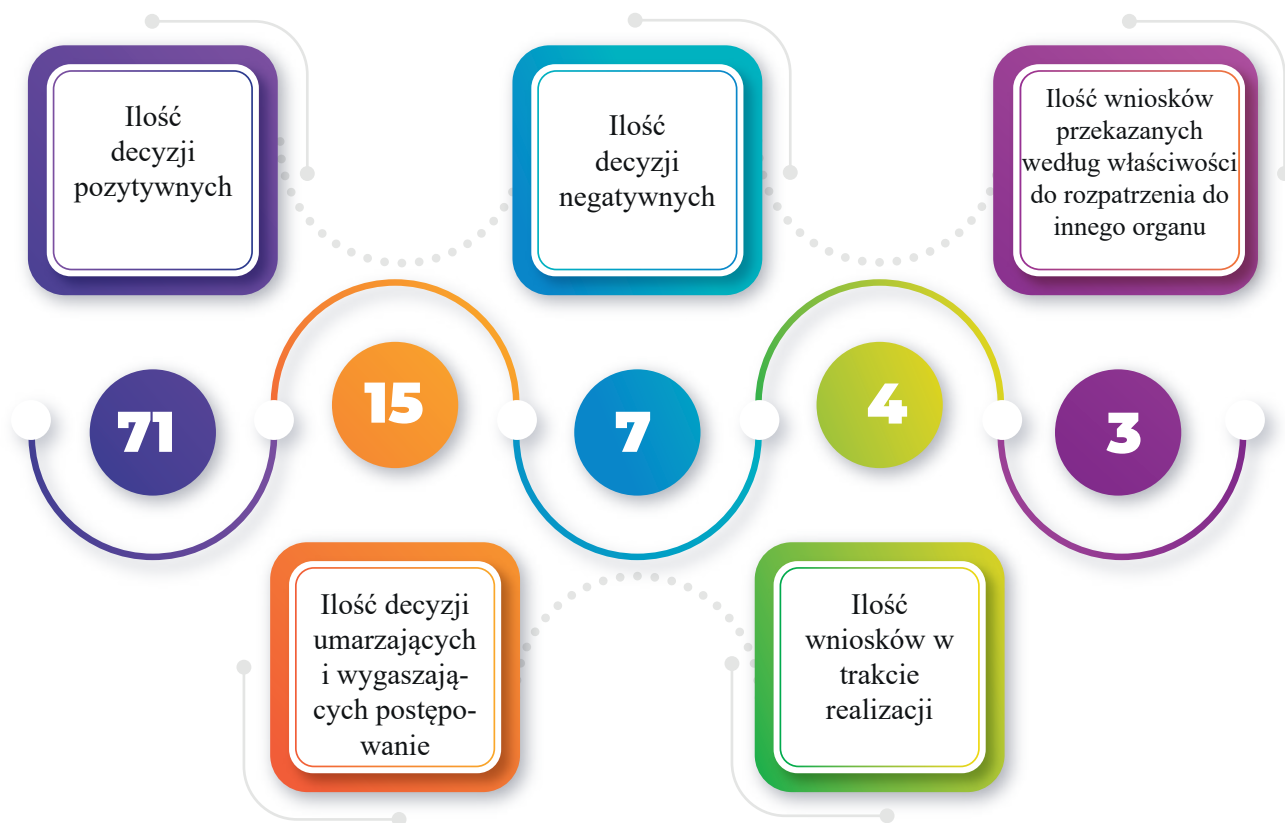 Ilość
decyzji
pozytywnych
Ilość
decyzji
negatywnych
Ilość wniosków
przekazanych
według właściwości
do rozpatrzenia do
innego organu
71
15
7
4
3
Ilość decyzji
umarzających
i wygaszają-
cych postępo-
wanie
Ilość
wniosków w
trakcie
realizacji